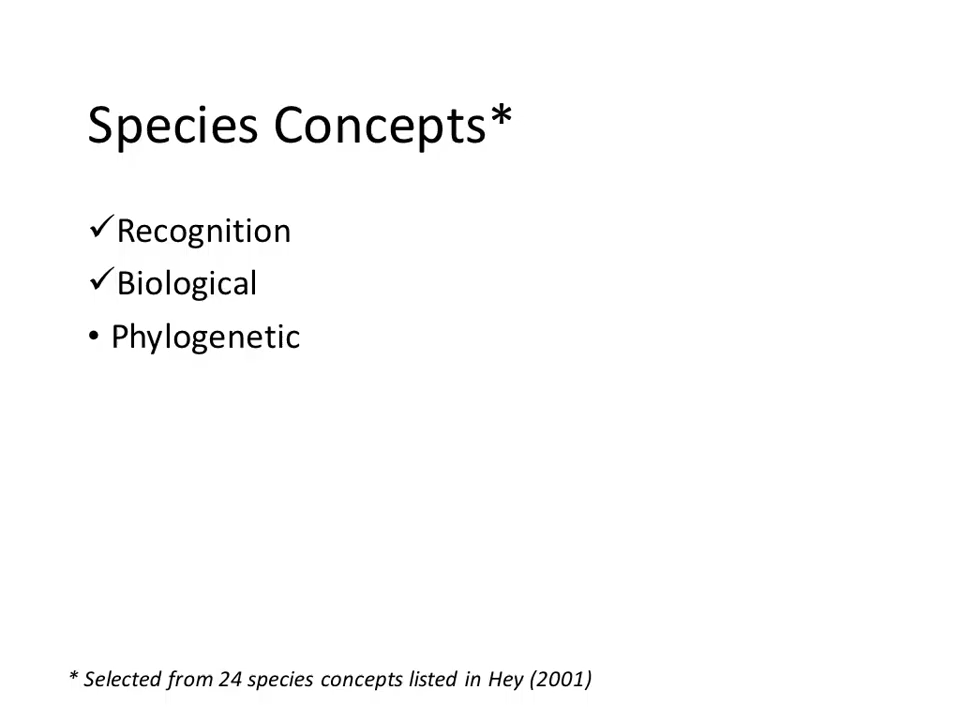 Species Concepts*
✓Recognition
✓Biological
• Phylogenetic
* Selected from 24 species concepts listed in Hey (2001)